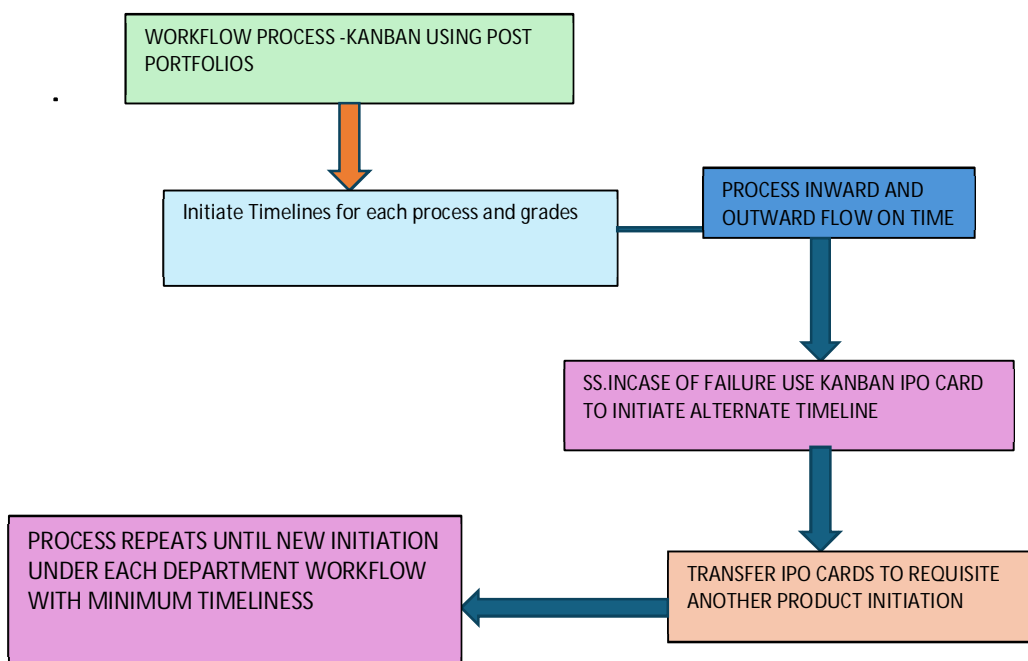 WORKFLOW PROCESS -KANBAN USING POST
PORTFOLIOS
Initiate Timelines for each process and grades
PROCESS INWARD AND
OUTWARD FLOW ON TIME
SS.INCASE OF FAILURE USE KANBAN IPO CARD
TO INITIATE ALTERNATE TIMELINE
TRANSFER IPO CARDS TO REQUISITE
ANOTHER PRODUCT INITIATION
PROCESS REPEATS UNTIL NEW INITIATION
UNDER EACH DEPARTMENT WORKFLOW
WITH MINIMUM TIMELINESS